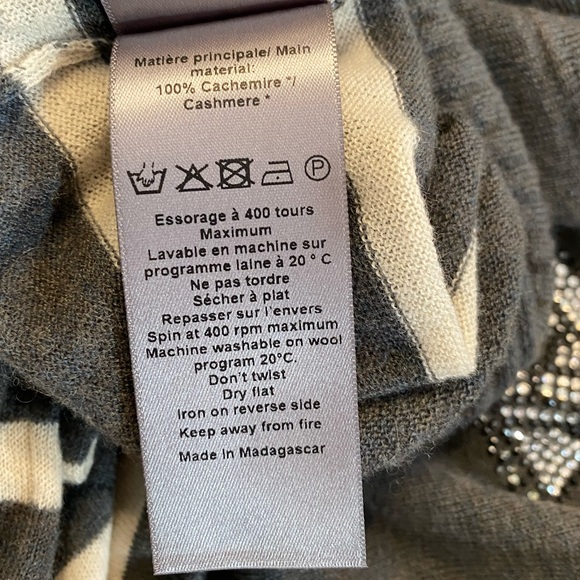 Matière principale/ Main
material:
100% Cachemire */
Cashmere *
P
Essorage à 400 tours
Maximum
Lavable en machine sur
programme laine à 20 ° C
Ne pas tordre
Sécher à plat
Repasser sur l'envers
Spin at 400 rpm maximum
Machine washable on wool
program 20°C.
Don't twist
Dry flat
Iron on reverse side
Keep away from fire
Made in Madagascar